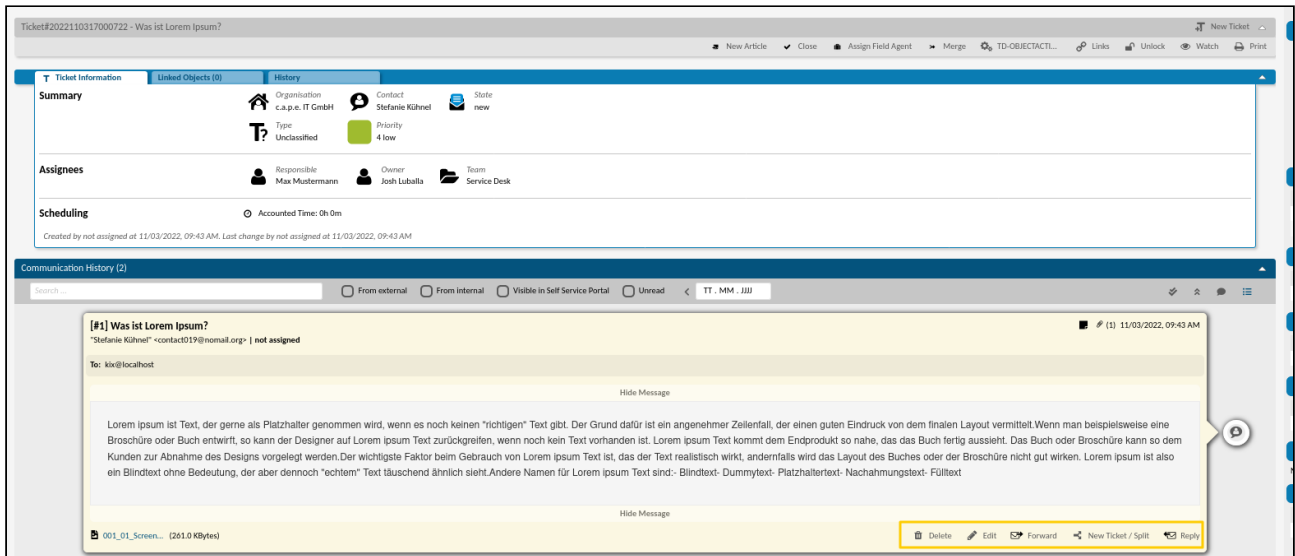 Ticket#2022110317000722 - Was ist Lorem Ipsum?
New Ticket
New Article Close Assign Field Agent Merge TD-OBJECTACTI... Links Unlock Watch Print
Ticket Information Linked Objects (0) History
Summary
Organisation Contact State
c.a.p.e. IT GmbH Stefanie Kühnel new
Type Priority
Unclassified 4 low
Assignees
Responsible Owner Team
Max Mustermann Josh Luballa Service Desk
Scheduling Accounted Time: 0h 0m
Created by not assigned at 11/03/2022, 09:43 AM. Last change by not assigned at 11/03/2022, 09:43 AM
Communication History (2)
Search ... From external From internal Visible in Self Service Portal Unread TT . MM . JJJJ
[#1] Was ist Lorem Ipsum? (1) 11/03/2022, 09:43 AM
"Stefanie Kühnel" <contact019@nomail.org> | not assigned
To: kix@localhost
Hide Message
Lorem ipsum ist Text, der gerne als Platzhalter genommen wird, wenn es noch keinen "richtigen" Text gibt. Der Grund dafür ist ein angenehmer Zeilenfall, der einen guten Eindruck von dem finalen Layout vermittelt.Wenn man beispielsweise eine
Broschüre oder Buch entwirft, so kann der Designer auf Lorem ipsum Text zurückgreifen, wenn noch kein Text vorhanden ist. Lorem ipsum Text kommt dem Endprodukt so nahe, das das Buch fertig aussieht. Das Buch oder Broschüre kann so dem
Kunden zur Abnahme des Designs vorgelegt werden.Der wichtigste Faktor beim Gebrauch von Lorem ipsum Text ist, das der Text realistisch wirkt, andernfalls wird das Layout des Buches oder der Broschüre nicht gut wirken. Lorem ipsum ist also
ein Blindtext ohne Bedeutung, der aber dennoch "echtem" Text täuschend ähnlich sieht.Andere Namen für Lorem ipsum Text sind:- Blindtext- Dummytext- Platzhaltertext- Nachahmungstext- Fülltext
Hide Message
001_01_Screen... (261.0 KBytes) Delete Edit Forward New Ticket / Split Reply